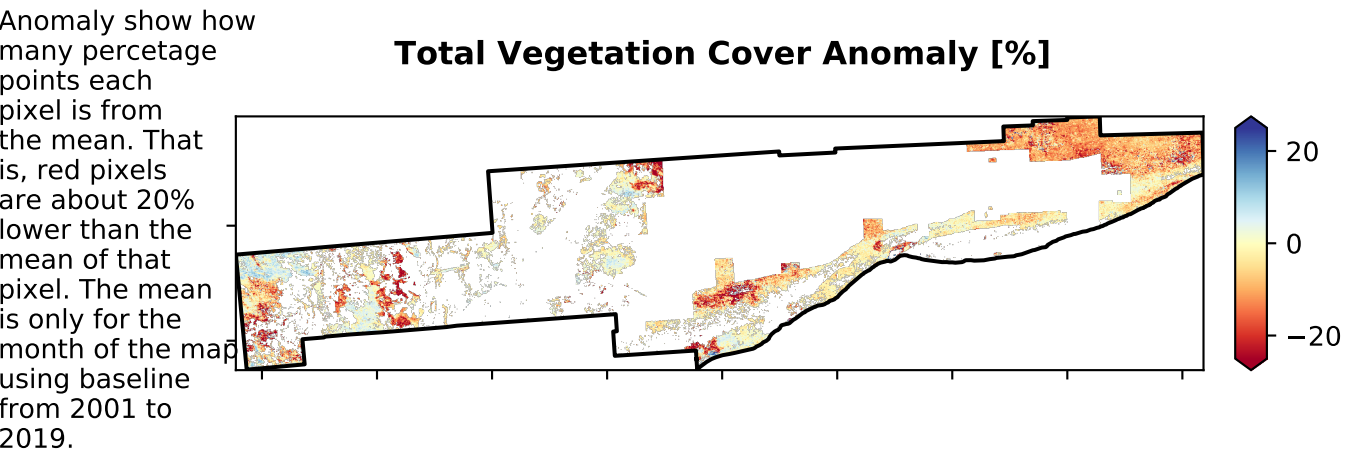 Anomaly show how
many percetage
points each
pixel is from
the mean. That
is, red pixels
are about 20%
lower than the
mean of that
pixel. The mean
is only for the
month of the map
using baseline
from 2001 to
2019.
Total Vegetation Cover Anomaly [%]
20
0
−20